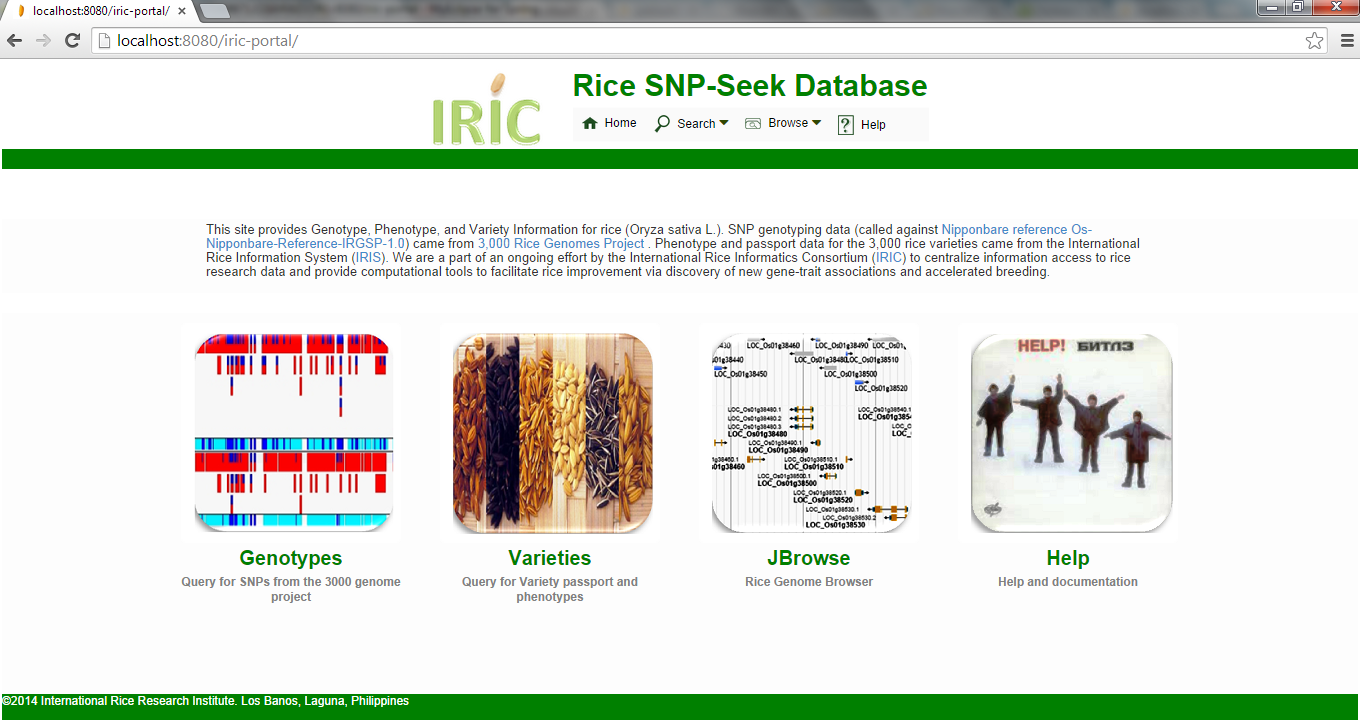 localhost:8080/iric-portal/
localhost:8080/iric-portal/
IRIC
Rice SNP-Seek Database
Home Search Browse Help
This site provides Genotype, Phenotype, and Variety Information for rice (Oryza sativa L.). SNP genotyping data (called against Nipponbare reference Os-
Nipponbare-Reference-IRGSP-1.0) came from 3,000 Rice Genomes Project . Phenotype and passport data for the 3,000 rice varieties came from the International
Rice Information System (IRIS). We are a part of an ongoing effort by the International Rice Informatics Consortium (IRIC) to centralize information access to rice
research data and provide computational tools to facilitate rice improvement via discovery of new gene-trait associations and accelerated breeding.
LOC_Os01g38460 LOC_Os01g38490
LOC_Os01g38480 LOC_Os01g38510
LOC_Os01g38450 LOC_Os01g38500
LOC_Os01g38520
LOC_Os01g38480.1
LOC_Os01g38480.2
LOC_Os01g38480.3
LOC_Os01g38480
LOC_Os01g38490.1
LOC_Os01g38490
LOC_Os01g38510.1
LOC_Os01g38510
LOC_Os01g38500.1
LOC_Os01g38500
LOC_Os01g38520.1
LOC_Os01g38520
LOC_Os01g38530.1
LOC_Os01g38530.2
LOC_Os01g38530
HELP! БИТЛЗ
Genotypes
Query for SNPs from the 3000 genome
project
Varieties
Query for Variety passport and
phenotypes
JBrowse
Rice Genome Browser
Help
Help and documentation
©2014 International Rice Research Institute. Los Banos, Laguna, Philippines